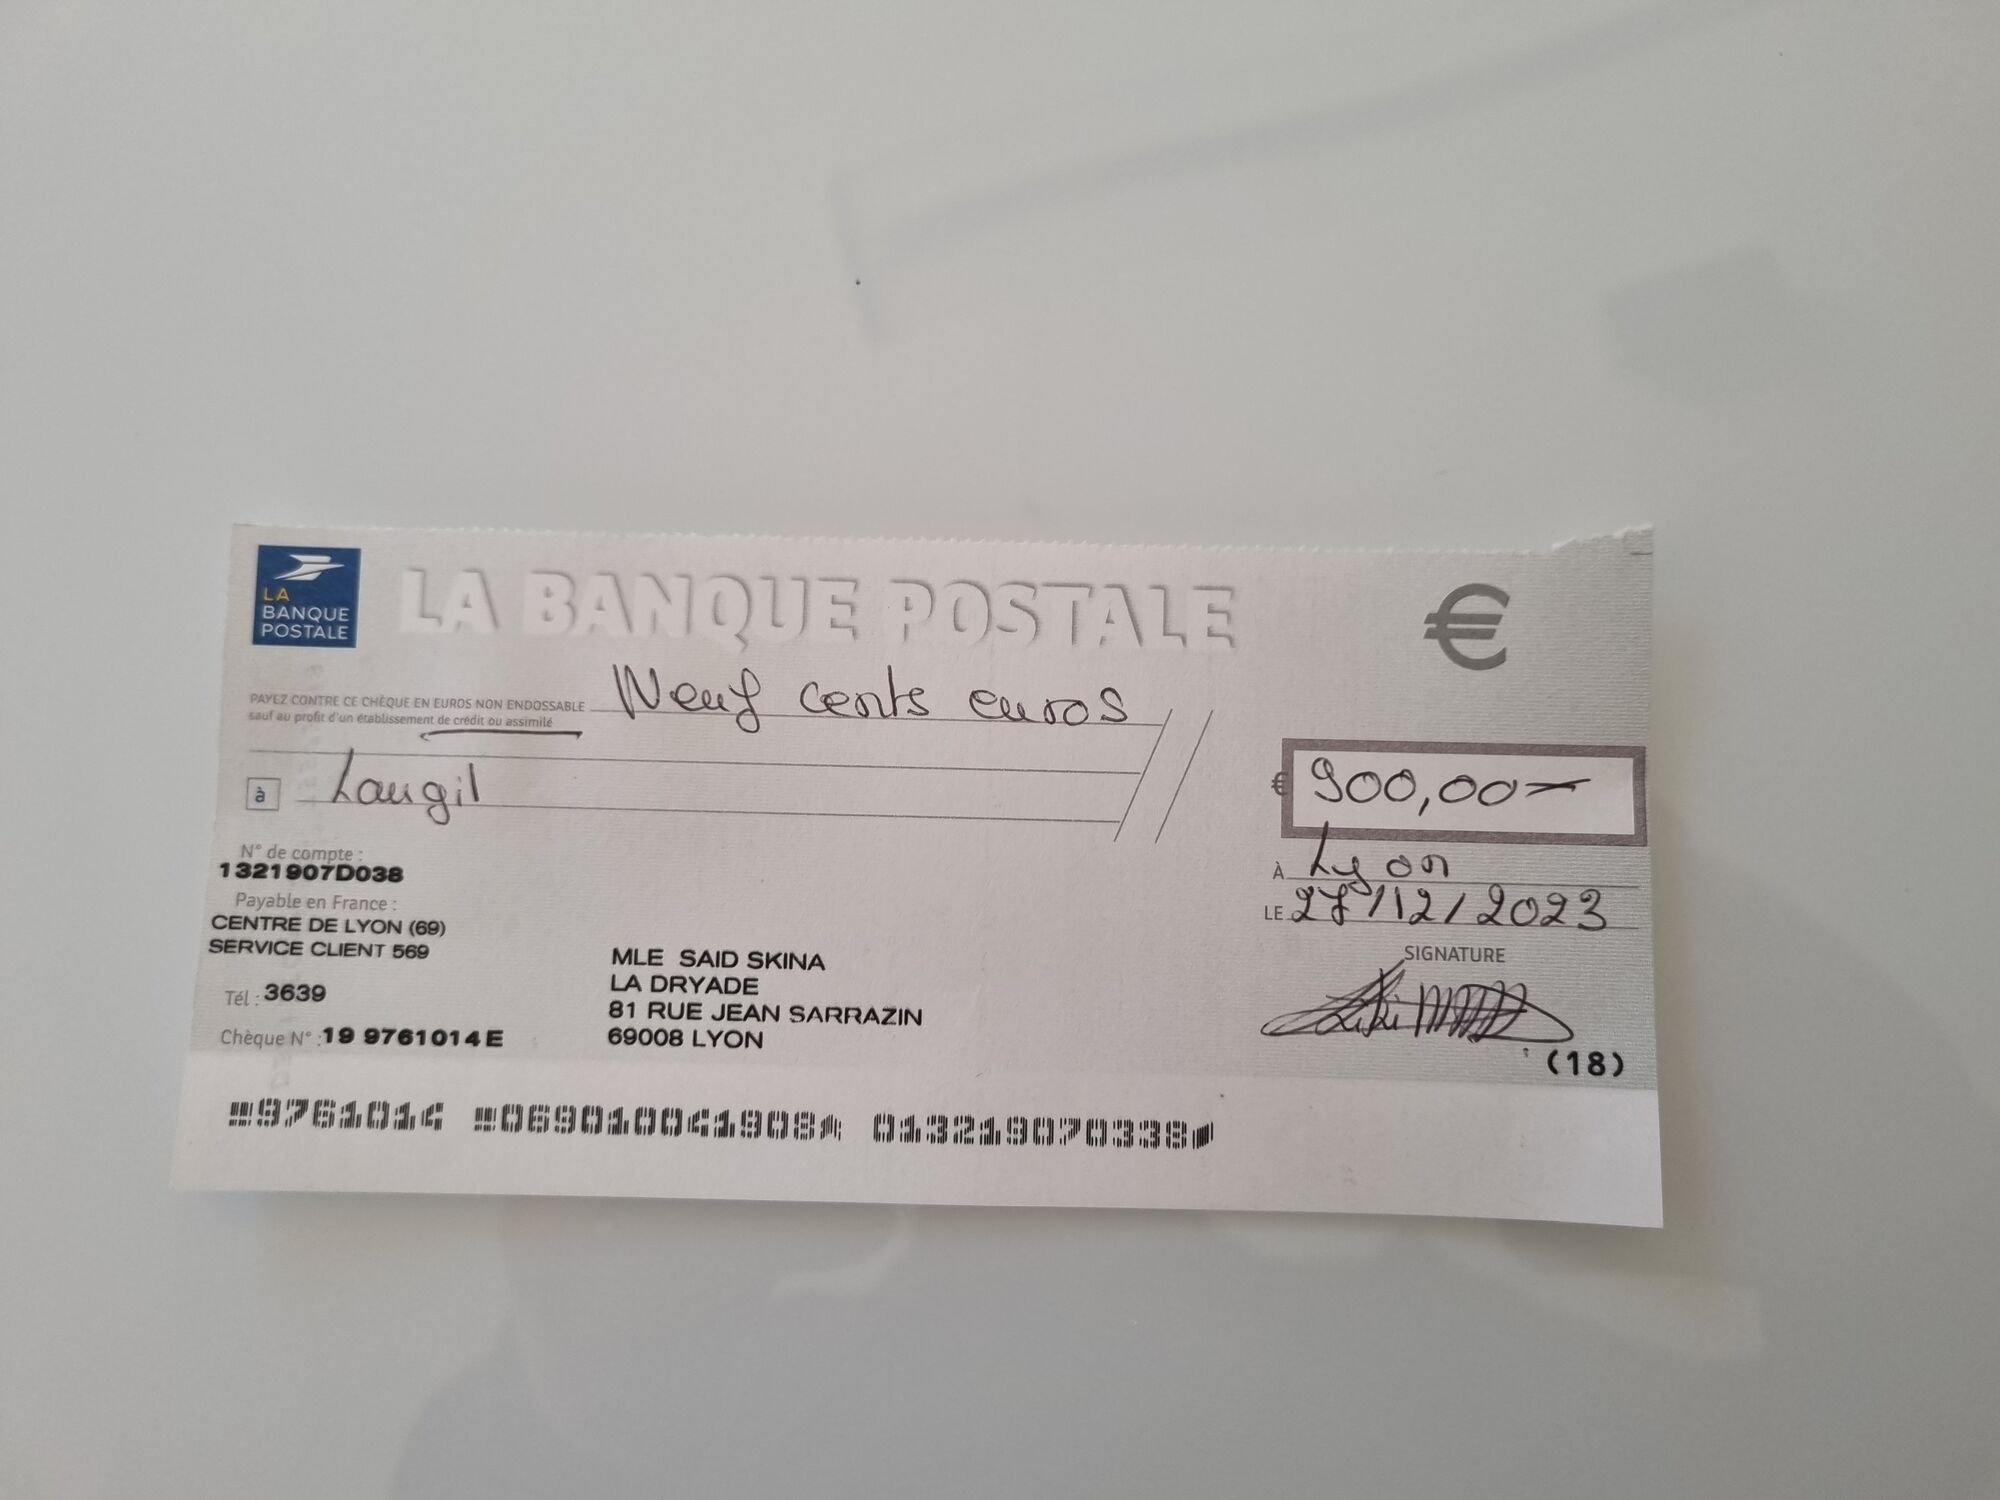 LA
BANQUE
POSTALE
LA BANQUE POSTALE
€
PAYEZ CONTRE CE CHÈQUE EN EUROS NON ENDOSSABLE Neuf cents euros
sauf au profit d'un établissement de crédit ou assimilé
à Laugil
€ 900,00
N° de compte :
1321907D038
Payable en France :
CENTRE DE LYON (69)
SERVICE CLIENT 569
Tél : 3639
Chèque N° : 19 9761014 E
MLE SAID SKINA
LA DRYADE
81 RUE JEAN SARRAZIN
69008 LYON
À Lyon
LE 27/12/2023
SIGNATURE
(18)
9761014 069010041908 013219070338